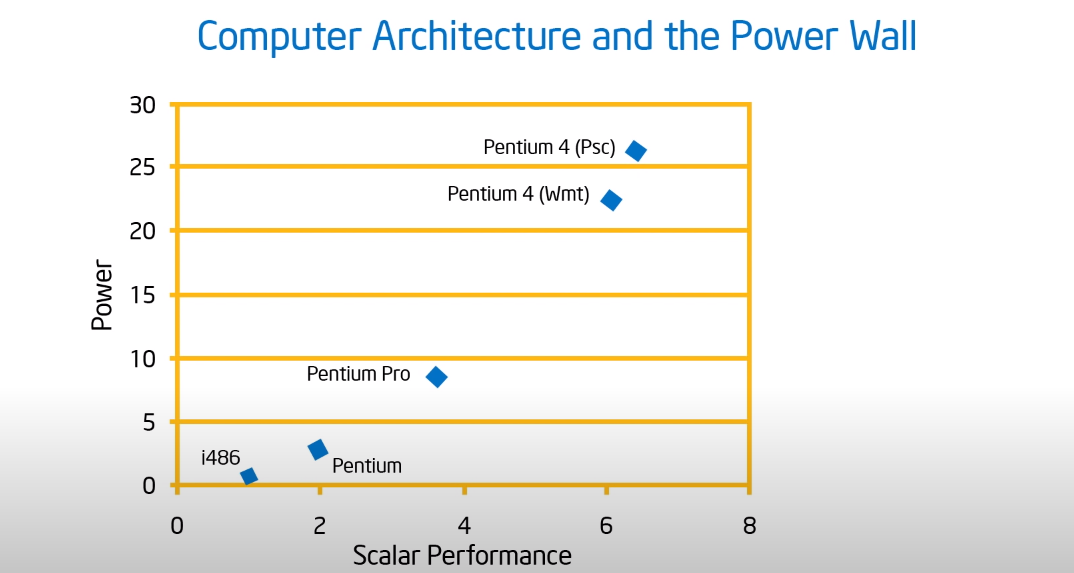 Computer Architecture and the Power Wall
30
Pentium 4 (Psc)
25
Pentium 4 (Wmt)
20
Power
15
10
Pentium Pro
5
i486
Pentium
0
0 2 4 6 8
Scalar Performance